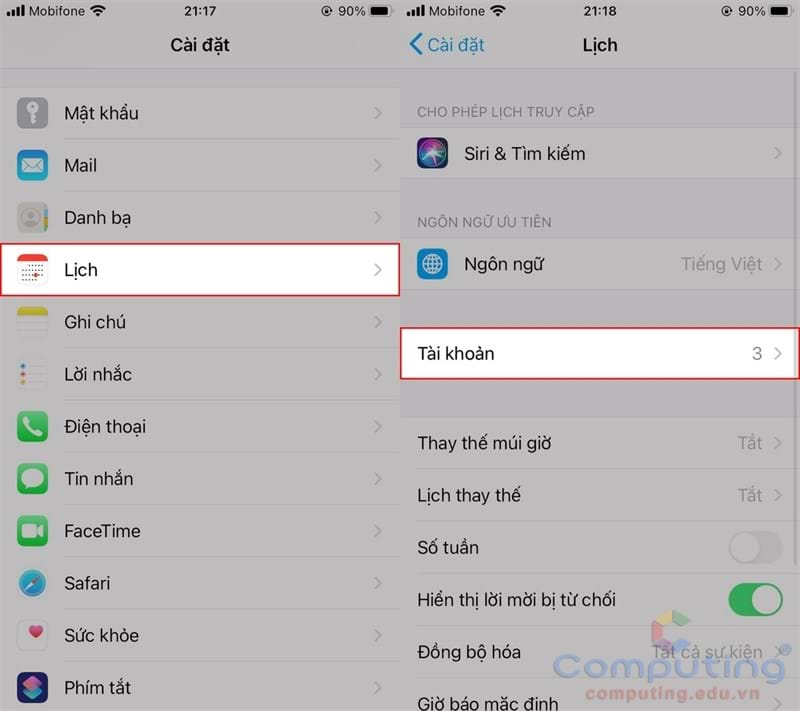 Mobifone
21:17
90%
Cài đặt
Mật khẩu
Mail
Danh bạ
Lịch
Ghi chú
Lời nhắc
Điện thoại
Tin nhắn
FaceTime
Safari
Sức khỏe
Phím tắt
Mobifone
21:18
90%
Cài đặt
Lịch
CHO PHÉP LỊCH TRUY CẬP
Siri & Tìm kiếm
NGÔN NGỮ ƯU TIÊN
Ngôn ngữ Tiếng Việt
Tài khoản 3
Thay thế múi giờ Tắt
Lịch thay thế Tắt
Số tuần
Hiển thị lời mời bị từ chối
Đồng bộ hóa Tất cả sự kiện
Giờ báo mặc định
Computing®
computing.edu.vn